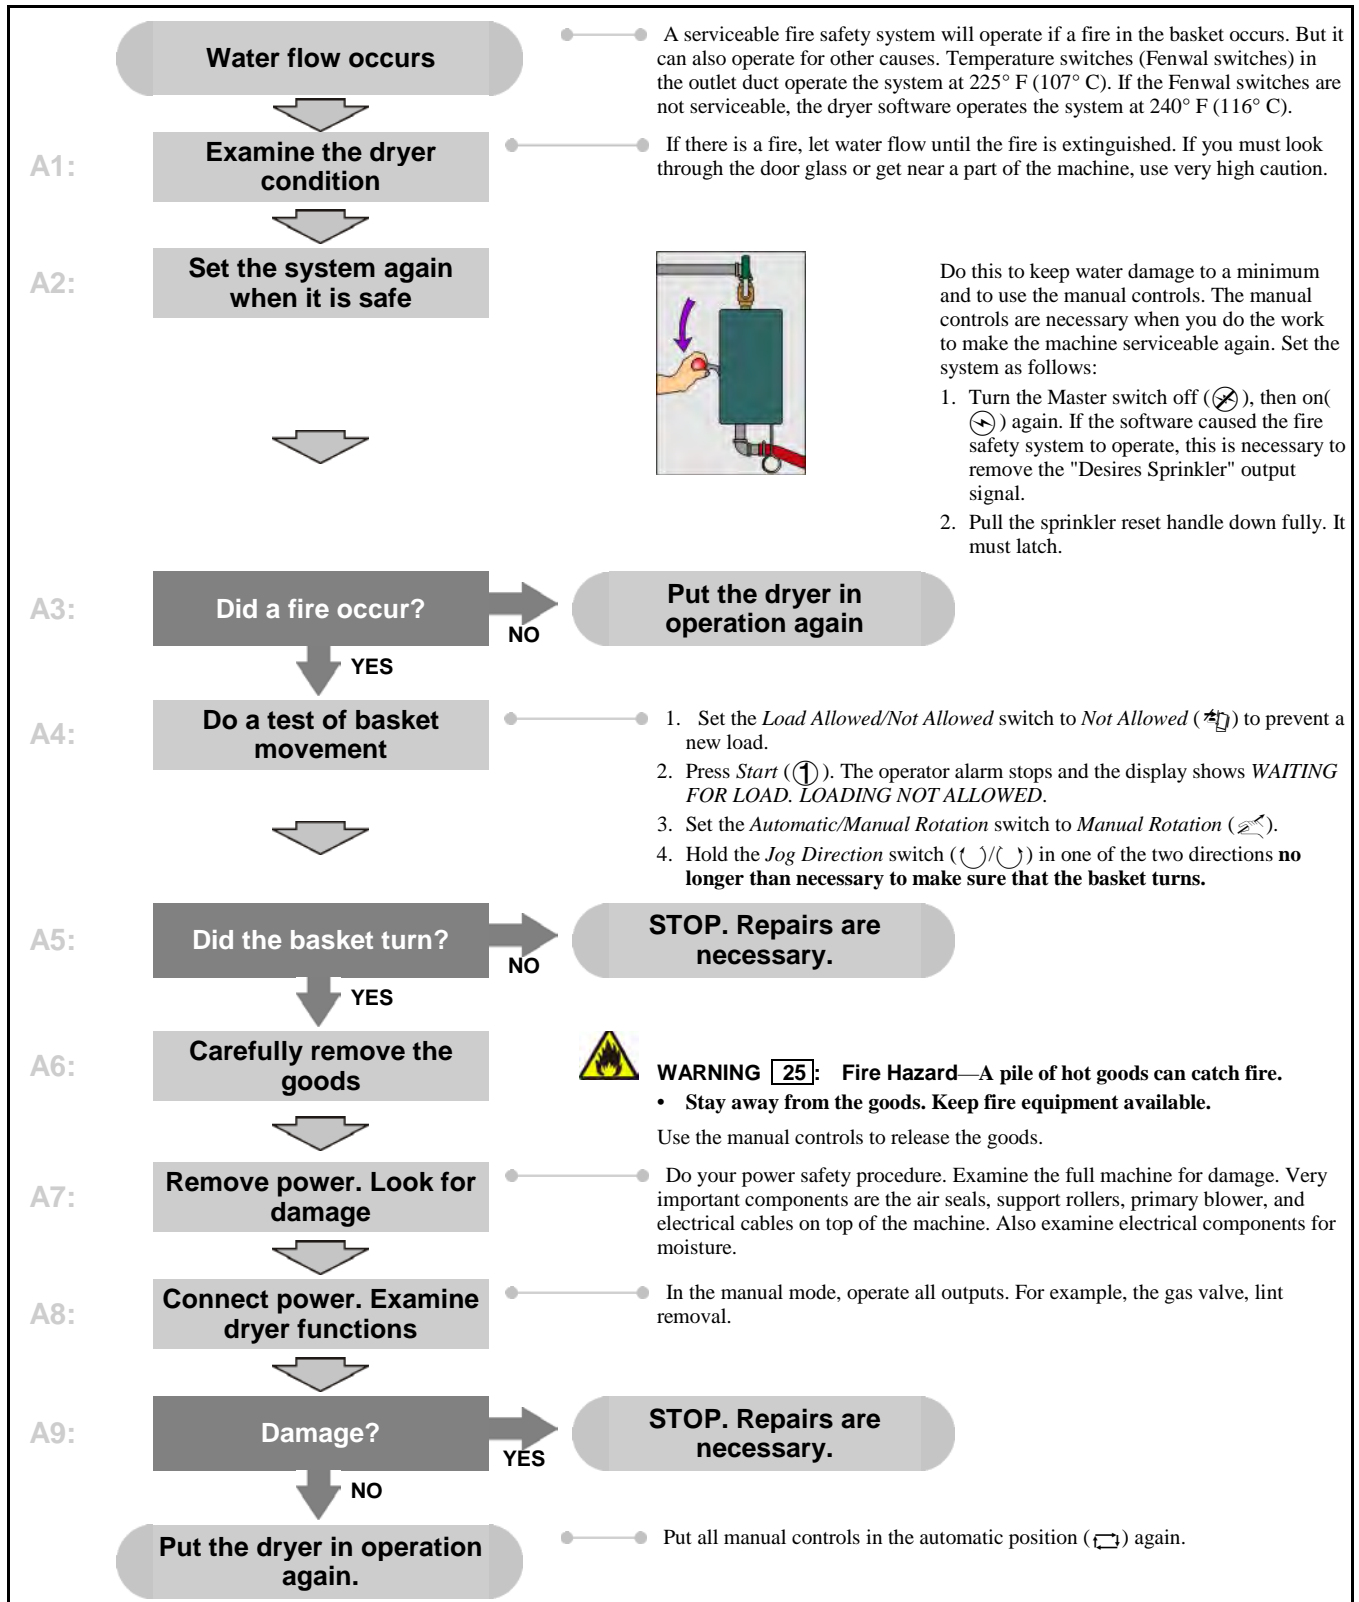 Water flow occurs
A serviceable fire safety system will operate if a fire in the basket occurs. But it
can also operate for other causes. Temperature switches (Fenwal switches) in
the outlet duct operate the system at 225° F (107° C). If the Fenwal switches are
not serviceable, the dryer software operates the system at 240° F (116° C).
A1:
Examine the dryer
condition
If there is a fire, let water flow until the fire is extinguished. If you must look
through the door glass or get near a part of the machine, use very high caution.
A2:
Set the system again
when it is safe
Do this to keep water damage to a minimum
and to use the manual controls. The manual
controls are necessary when you do the work
to make the machine serviceable again. Set the
system as follows:
1. Turn the Master switch off ( ), then on(
) again. If the software caused the fire
safety system to operate, this is necessary to
remove the "Desires Sprinkler" output
signal.
2. Pull the sprinkler reset handle down fully. It
must latch.
A3:
Did a fire occur?
NO
Put the dryer in
operation again
YES
A4:
Do a test of basket
movement
1. Set the Load Allowed/Not Allowed switch to Not Allowed ( ) to prevent a
new load.
2. Press Start (1). The operator alarm stops and the display shows WAITING
FOR LOAD. LOADING NOT ALLOWED.
3. Set the Automatic/Manual Rotation switch to Manual Rotation ( ).
4. Hold the Jog Direction switch ( / ) in one of the two directions no
longer than necessary to make sure that the basket turns.
A5:
Did the basket turn?
NO
STOP. Repairs are
necessary.
YES
A6:
Carefully remove the
goods
WARNING 25: Fire Hazard—A pile of hot goods can catch fire.
• Stay away from the goods. Keep fire equipment available.
Use the manual controls to release the goods.
A7:
Remove power. Look for
damage
Do your power safety procedure. Examine the full machine for damage. Very
important components are the air seals, support rollers, primary blower, and
electrical cables on top of the machine. Also examine electrical components for
moisture.
A8:
Connect power. Examine
dryer functions
In the manual mode, operate all outputs. For example, the gas valve, lint
removal.
A9:
Damage?
YES
STOP. Repairs are
necessary.
NO
Put the dryer in operation
again.
Put all manual controls in the automatic position ( ) again.